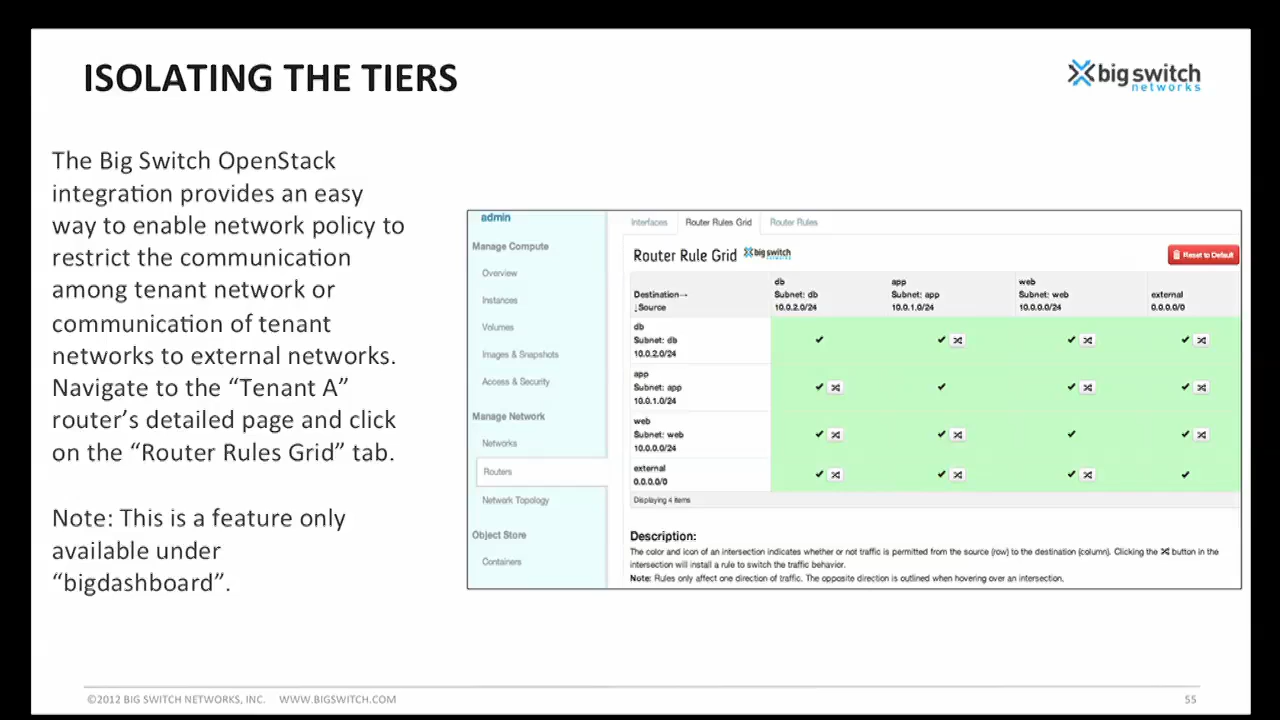 ISOLATING THE TIERS
big switch
networks
The Big Switch OpenStack
integration provides an easy
way to enable network policy to
restrict the communication
among tenant network or
communication of tenant
networks to external networks.
Navigate to the “Tenant A”
router’s detailed page and click
on the “Router Rules Grid” tab.
Note: This is a feature only
available under
“bigdashboard”.
admin
Manage Compute
Overview
Instances
Volumes
Images & Snapshots
Access & Security
Manage Network
Networks
Routers
Network Topology
Object Store
Containers
Interfaces Router Rules Grid Router Rules
Router Rule Grid big switch networks
Reset to Default
Destination→
↓Source
db
Subnet: db
10.0.2.0/24
app
Subnet: app
10.0.1.0/24
web
Subnet: web
10.0.0.0/24
external
0.0.0.0/0
db
Subnet: db
10.0.2.0/24
app
Subnet: app
10.0.1.0/24
web
Subnet: web
10.0.0.0/24
external
0.0.0.0/0
Displaying 4 items
Description:
The color and icon of an intersection indicates whether or not traffic is permitted from the source (row) to the destination (column). Clicking the button in the
intersection will install a rule to switch the traffic behavior.
Note: Rules only affect one direction of traffic. The opposite direction is outlined when hovering over an intersection.
©2012 BIG SWITCH NETWORKS, INC. WWW.BIGSWITCH.COM
55